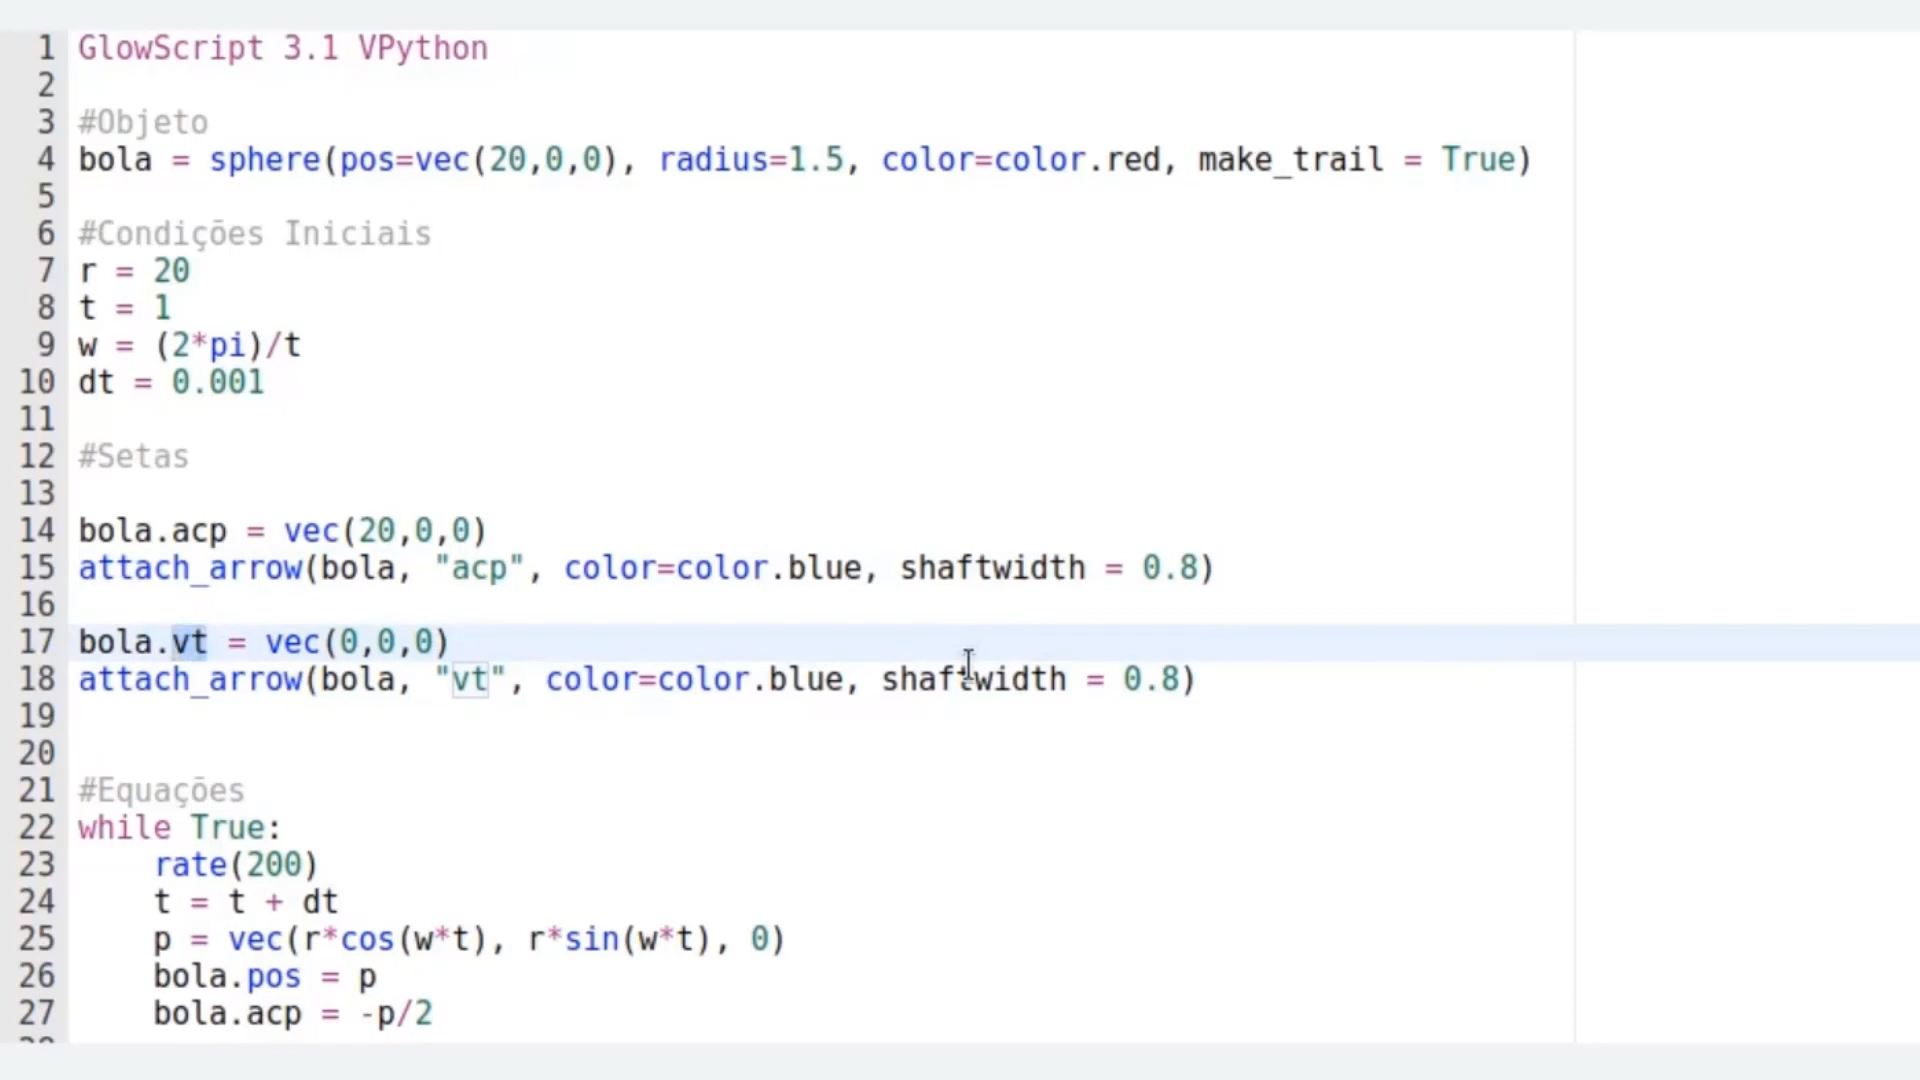 1 GlowScript 3.1 VPython
2
3 #Objeto
4 bola = sphere(pos=vec(20,0,0), radius=1.5, color=color.red, make_trail = True)
5
6 #Condições Iniciais
7 r = 20
8 t = 1
9 w = (2*pi)/t
10 dt = 0.001
11
12 #Setas
13
14 bola.acp = vec(20,0,0)
15 attach_arrow(bola, "acp", color=color.blue, shaftwidth = 0.8)
16
17 bola.vt = vec(0,0,0)
18 attach_arrow(bola, "vt", color=color.blue, shaftwidth = 0.8)
19
20
21 #Equações
22 while True:
23 rate(200)
24 t = t + dt
25 p = vec(r*cos(w*t), r*sin(w*t), 0)
26 bola.pos = p
27 bola.acp = -p/2